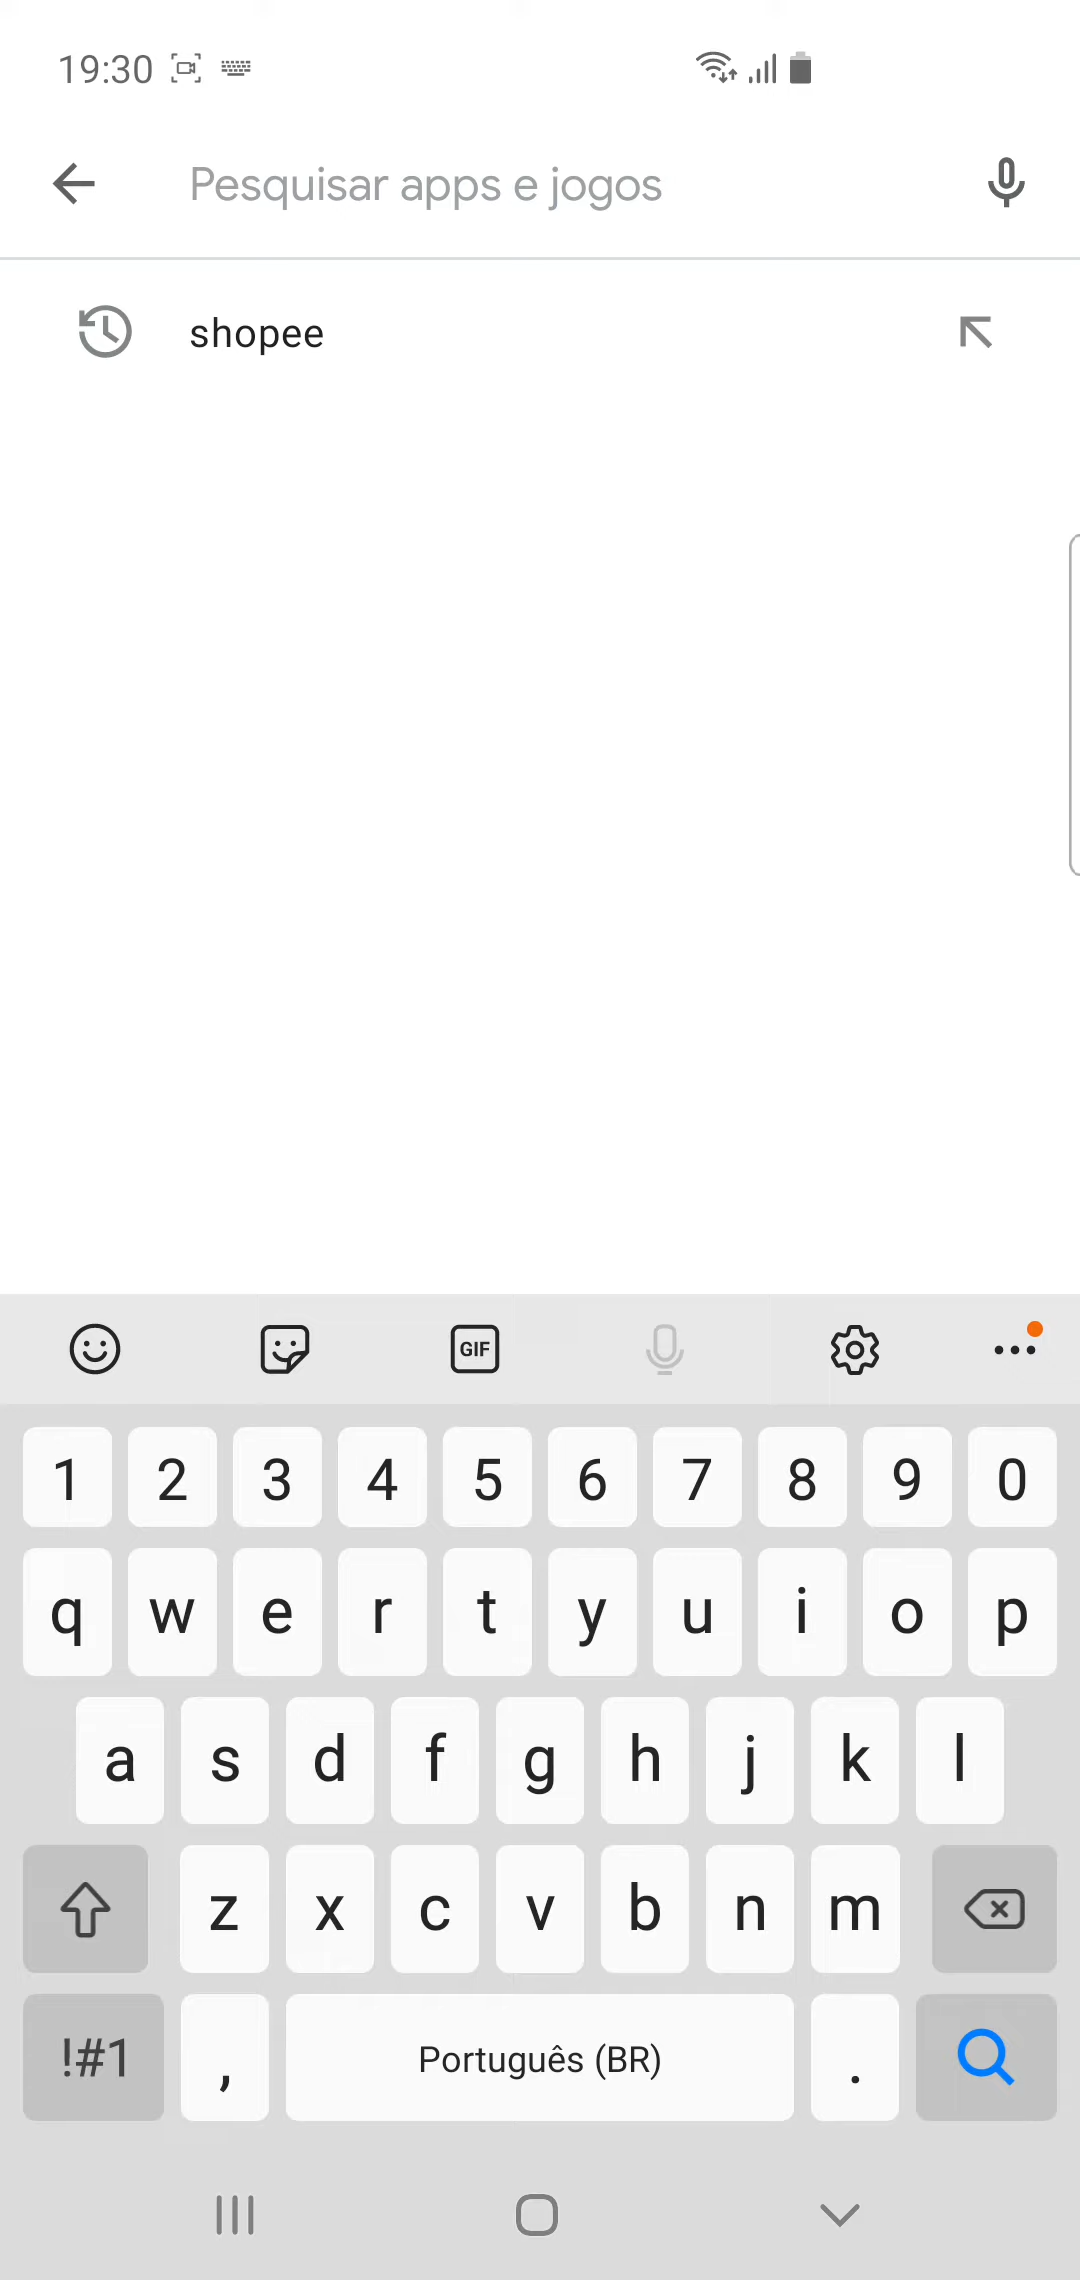 19:30
Pesquisar apps e jogos
shopee
GIF
1 2 3 4 5 6 7 8 9 0
q w e r t y u i o p
a s d f g h j k l
z x c v b n m
!#1 , Português (BR) .